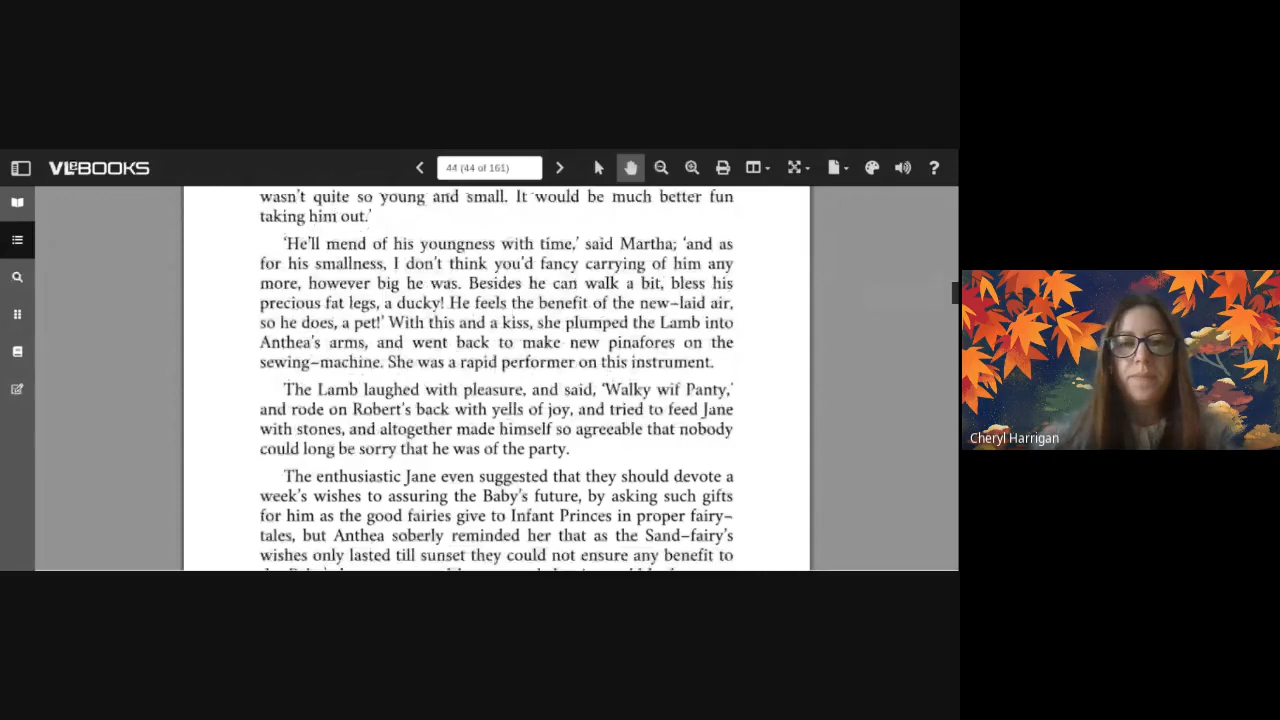 VLeBOOKS
44 (44 of 161)
wasn't quite so young and small. It would be much better fun
taking him out.'
'He'll mend of his youngness with time,' said Martha; 'and as
for his smallness, I don't think you'd fancy carrying of him any
more, however big he was. Besides he can walk a bit, bless his
precious fat legs, a ducky! He feels the benefit of the new–laid air,
so he does, a pet!' With this and a kiss, she plumped the Lamb into
Anthea's arms, and went back to make new pinafores on the
sewing–machine. She was a rapid performer on this instrument.
The Lamb laughed with pleasure, and said, 'Walky wif Panty,'
and rode on Robert's back with yells of joy, and tried to feed Jane
with stones, and altogether made himself so agreeable that nobody
could long be sorry that he was of the party.
The enthusiastic Jane even suggested that they should devote a
week's wishes to assuring the Baby's future, by asking such gifts
for him as the good fairies give to Infant Princes in proper fairy–
tales, but Anthea soberly reminded her that as the Sand–fairy's
wishes only lasted till sunset they could not ensure any benefit to
Cheryl Harrigan